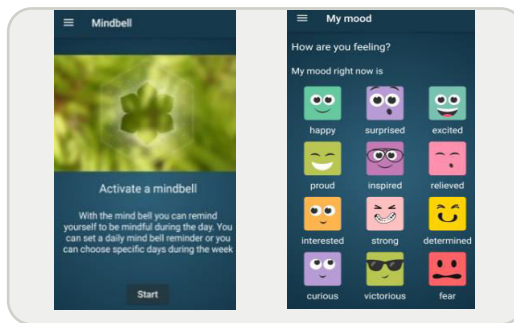 Mindbell
Activate a mindbell
With the mind bell you can remind
yourself to be mindful during the day. You
can set a daily mind bell reminder or you
can choose specific days during the week
Start
My mood
How are you feeling?
My mood right now is
happy surprised excited
proud inspired relieved
interested strong determined
curious victorious fear